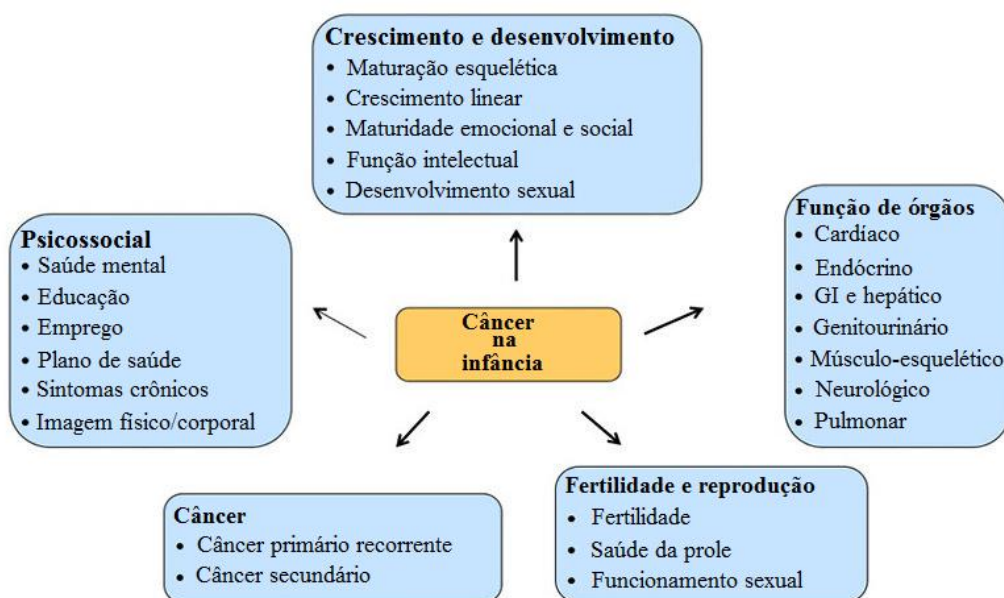 Crescimento e desenvolvimento
• Maturação esquelética
• Crescimento linear
• Maturidade emocional e social
• Função intelectual
• Desenvolvimento sexual
Psicossocial
• Saúde mental
• Educação
• Emprego
• Plano de saúde
• Sintomas crônicos
• Imagem físico/corporal
Câncer
na
infância
Função de órgãos
• Cardíaco
• Endócrino
• GI e hepático
• Genitourinário
• Músculo-esquelético
• Neurológico
• Pulmonar
Câncer
• Câncer primário recorrente
• Câncer secundário
Fertilidade e reprodução
• Fertilidade
• Saúde da prole
• Funcionamento sexual